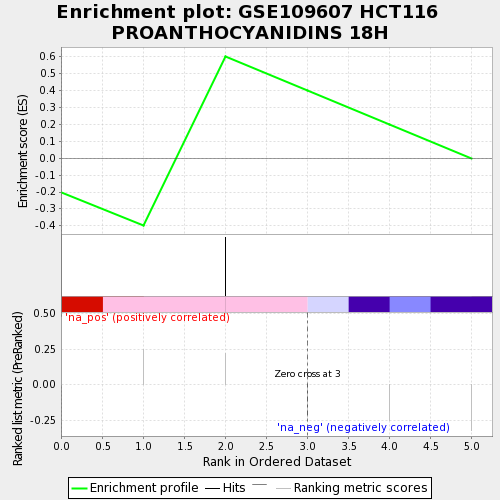 Enrichment plot: GSE109607 HCT116
PROANTHOCYANIDINS 18H
Enrichment score (ES)
0.6
0.5
0.4
0.3
0.2
0.1
0.0
-0.1
-0.2
-0.3
-0.4
Ranked list metric (PreRanked)
0.50
0.25
0.00
-0.25
'na_pos' (positively correlated)
Zero cross at 3
'na_neg' (negatively correlated)
0.0 0.5 1.0 1.5 2.0 2.5 3.0 3.5 4.0 4.5 5.0
Rank in Ordered Dataset
Enrichment profile Hits Ranking metric scores